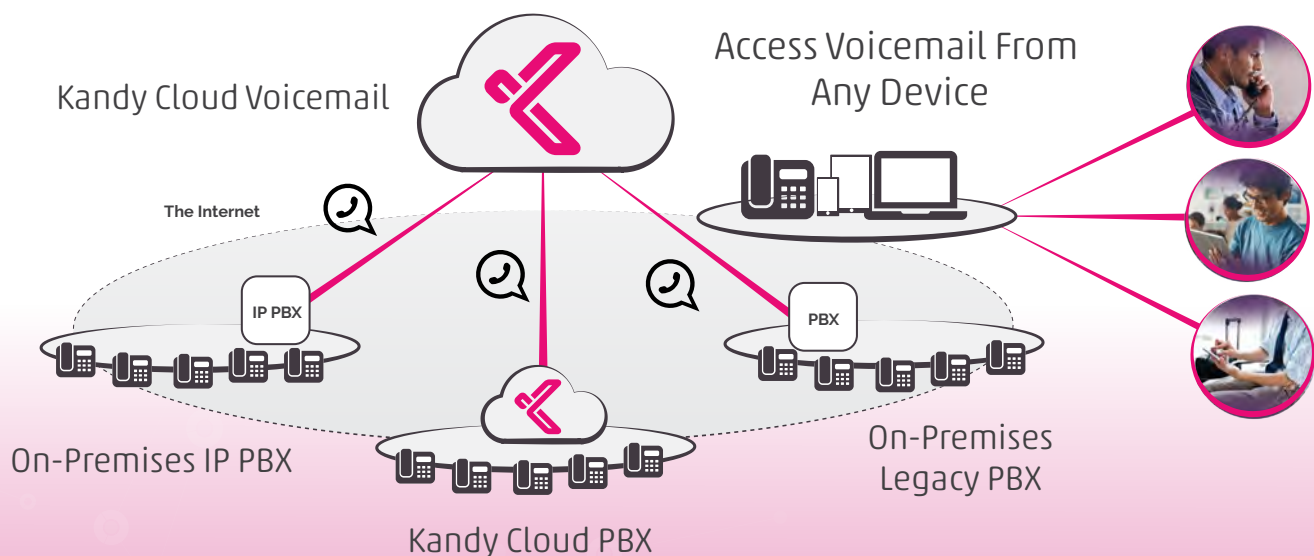 Kandy Cloud Voicemail
Access Voicemail From
Any Device
The Internet
IP PBX
PBX
On-Premises IP PBX
Kandy Cloud PBX
On-Premises
Legacy PBX